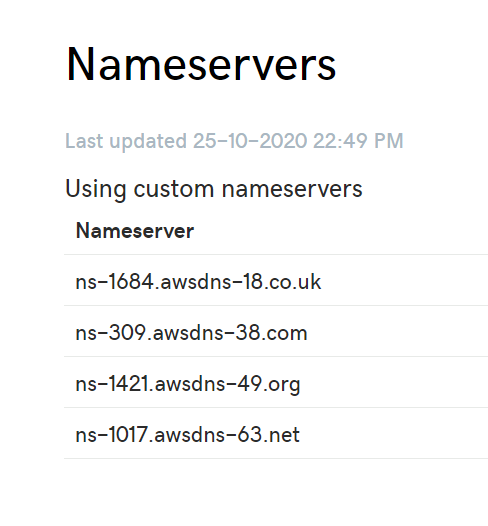 Nameservers
Last updated 25-10-2020 22:49 PM
Using custom nameservers
Nameserver
ns-1684.awsdns-18.co.uk
ns-309.awsdns-38.com
ns-1421.awsdns-49.org
ns-1017.awsdns-63.net